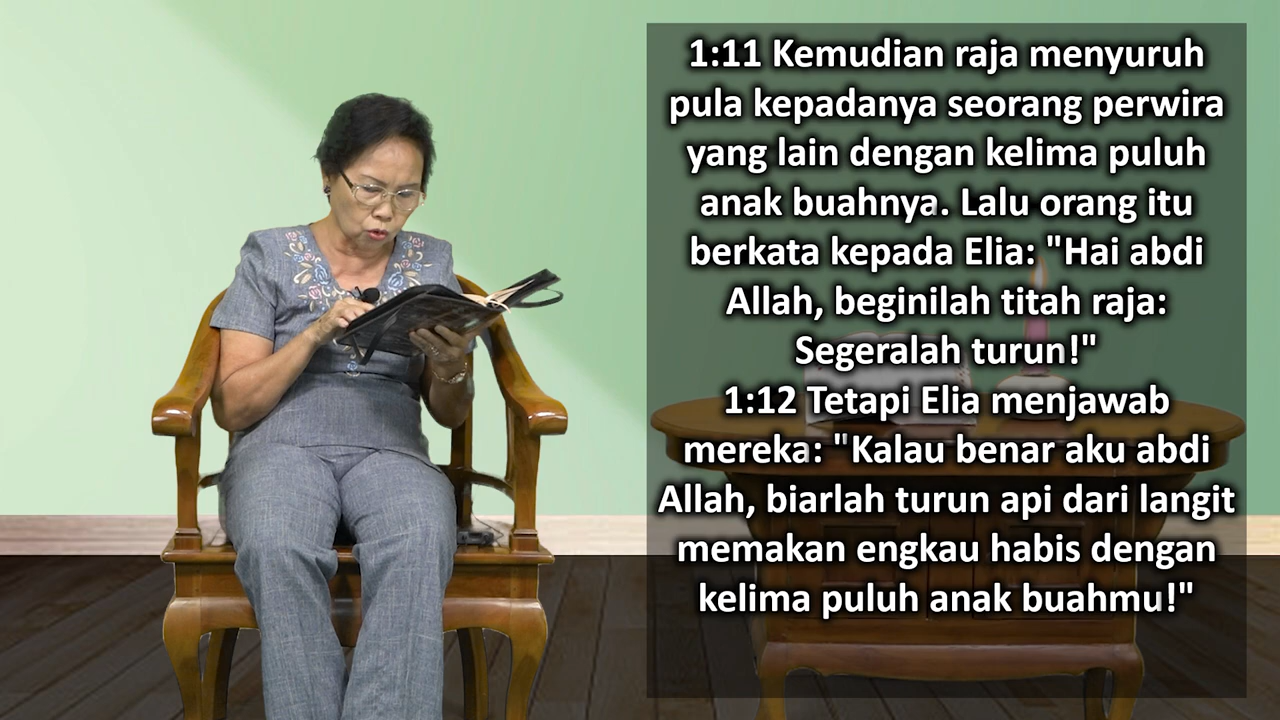 1:11 Kemudian raja menyuruh
pula kepadanya seorang perwira
yang lain dengan kelima puluh
anak buahnya. Lalu orang itu
berkata kepada Elia: "Hai abdi
Allah, beginilah titah raja:
Segeralah turun!"
1:12 Tetapi Elia menjawab
mereka: "Kalau benar aku abdi
Allah, biarlah turun api dari langit
memakan engkau habis dengan
kelima puluh anak buahmu!"